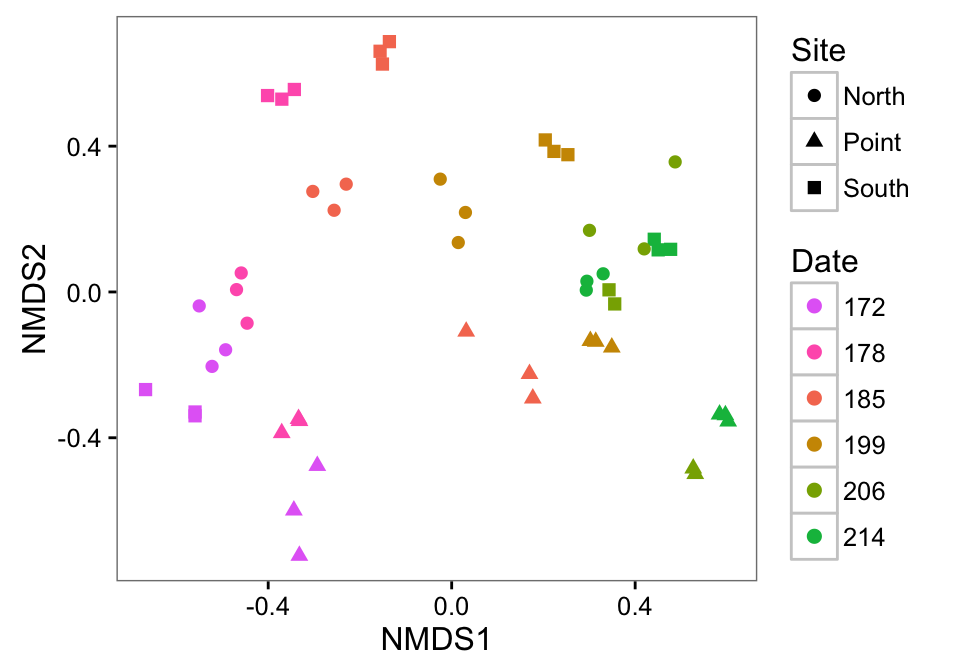 Site
North
Point
South
Date
172
178
185
199
206
214
NMDS2
0.4
0.0
-0.4
-0.4 0.0 0.4
NMDS1